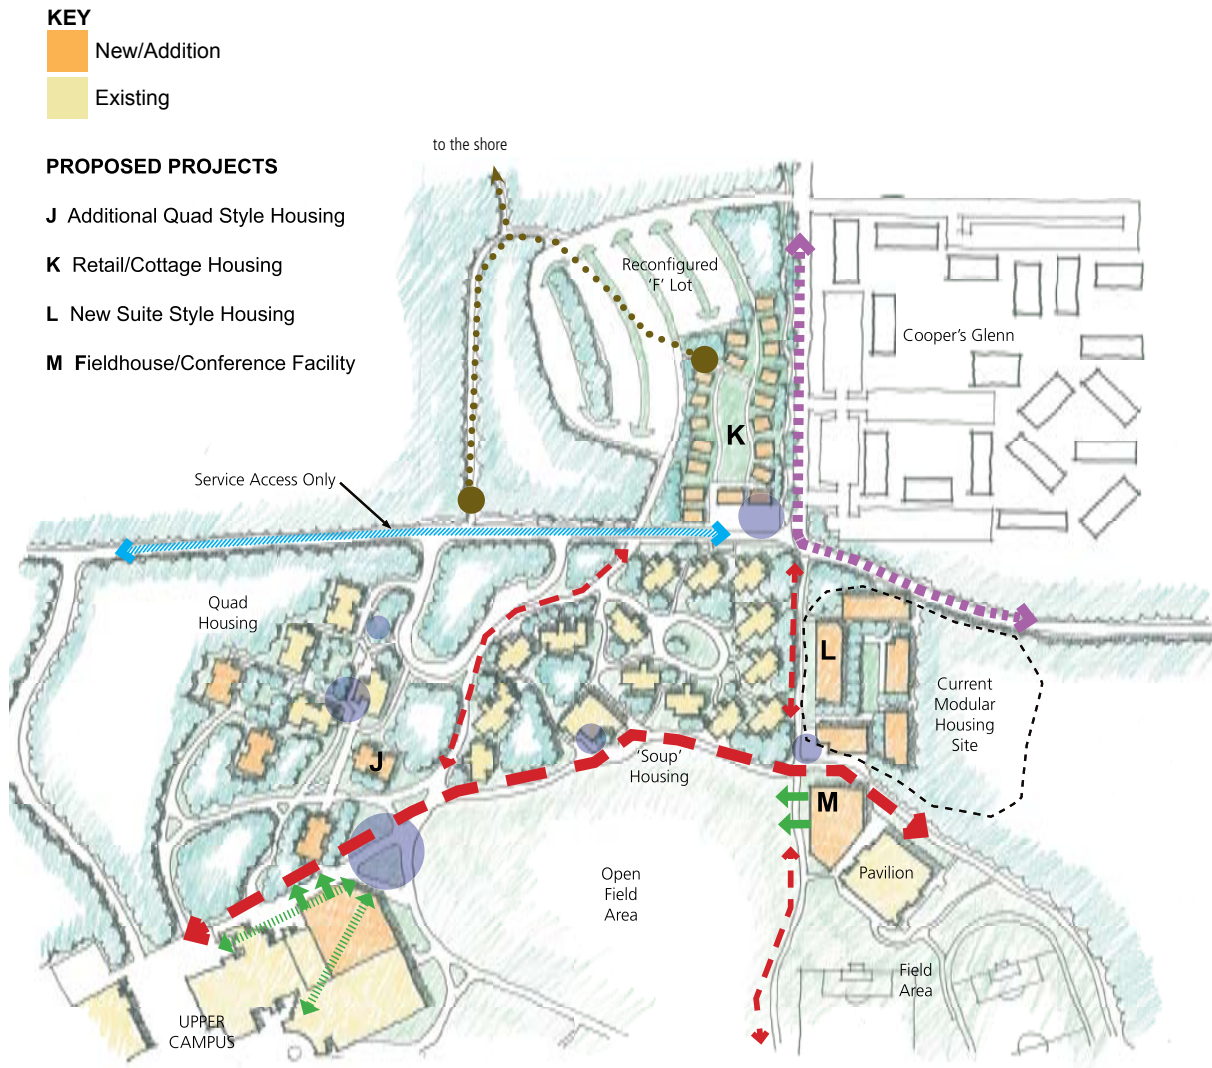 KEY
New/Addition
Existing
PROPOSED PROJECTS
J Additional Quad Style Housing
K Retail/Cottage Housing
L New Suite Style Housing
M Fieldhouse/Conference Facility
to the shore
Reconfigured
'F' Lot
Cooper's Glenn
K
Service Access Only
Quad
Housing
L
Current
Modular
Housing
Site
J
'Soup'
Housing
M
Pavilion
Open
Field
Area
Field
Area
UPPER
CAMPUS